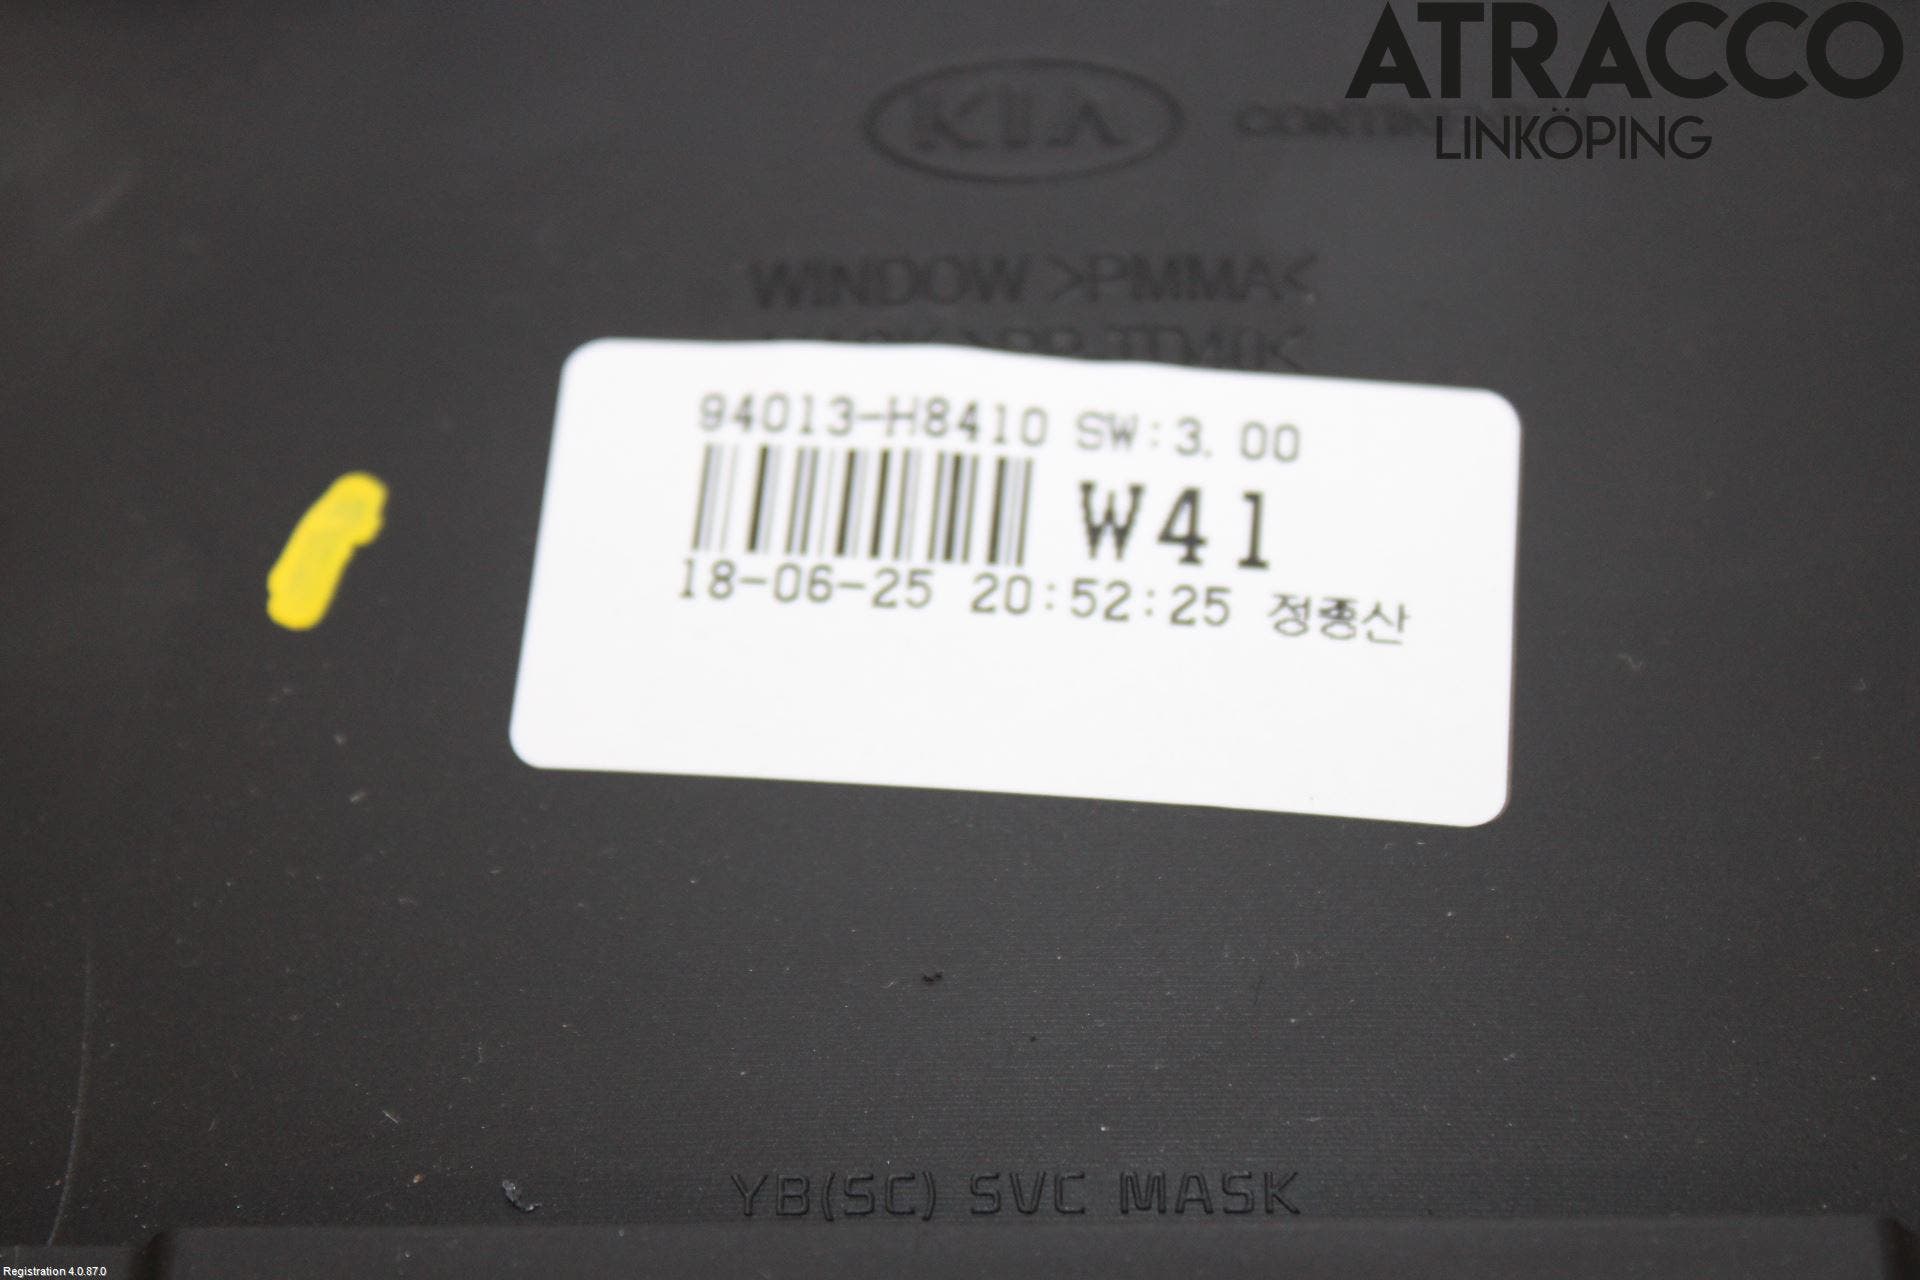 ATRACCO
LINKÖPING
KIA
WINDOW >PMMA<
94013-H8410 SW:3.00
W41
18-06-25 20:52:25 정종산
YB(SC) SVC MASK
Registration 4.0.87.0